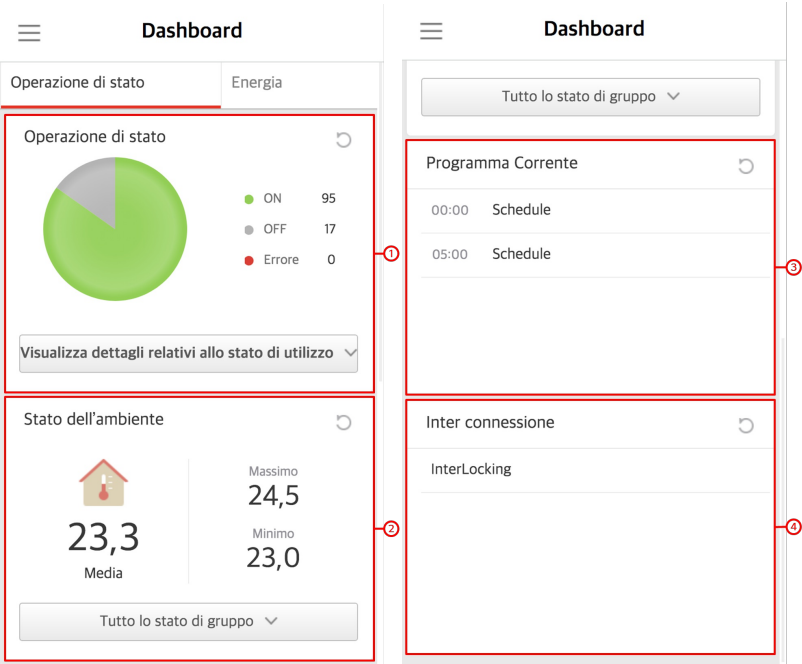 Dashboard
Operazione di stato
Energia
Operazione di stato
ON 95
OFF 17
Errore 0
Visualizza dettagli relativi allo stato di utilizzo
1
Stato dell'ambiente
23,3
Media
Massimo
24,5
Minimo
23,0
Tutto lo stato di gruppo
2
Dashboard
Tutto lo stato di gruppo
Programma Corrente
00:00 Schedule
05:00 Schedule
3
Inter connessione
InterLocking
4